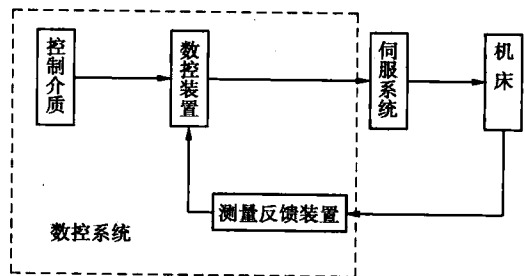 控制介质
数控装置
伺服系统
机床
测量反馈装置
数控系统